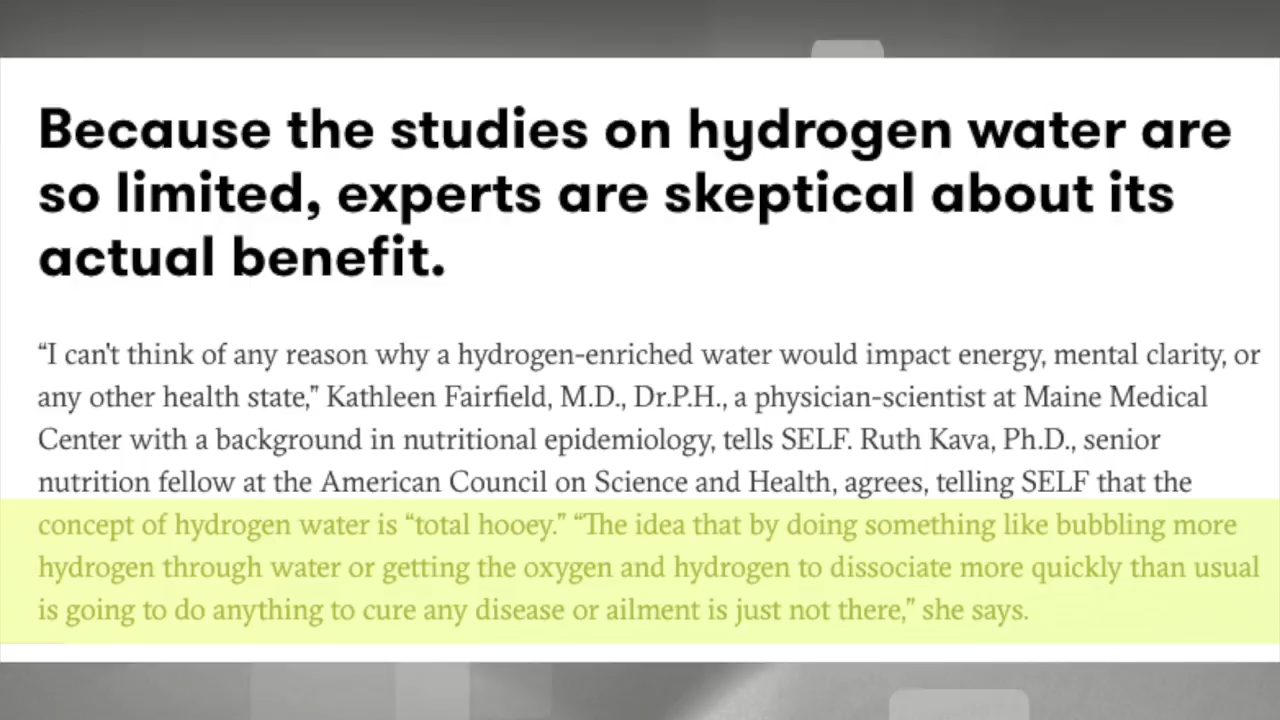 Because the studies on hydrogen water are
so limited, experts are skeptical about its
actual benefit.
“I can't think of any reason why a hydrogen-enriched water would impact energy, mental clarity, or
any other health state,” Kathleen Fairfield, M.D., Dr.P.H., a physician-scientist at Maine Medical
Center with a background in nutritional epidemiology, tells SELF. Ruth Kava, Ph.D., senior
nutrition fellow at the American Council on Science and Health, agrees, telling SELF that the
concept of hydrogen water is “total hooey.” “The idea that by doing something like bubbling more
hydrogen through water or getting the oxygen and hydrogen to dissociate more quickly than usual
is going to do anything to cure any disease or ailment is just not there,” she says.